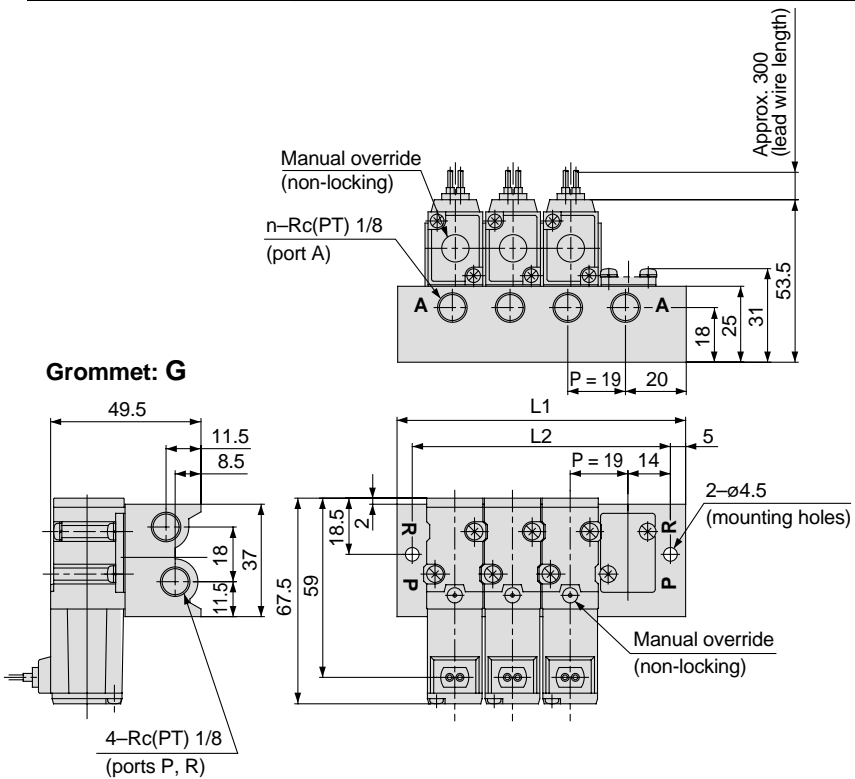 Approx. 300
(lead wire length)
Manual override
(non-locking)
n–Rc(PT) 1/8
(port A)
A
A
18
25
31
53.5
P = 19
20
Grommet: G
49.5
11.5
8.5
18
37
11.5
4–Rc(PT) 1/8
(ports P, R)
L1
L2
5
P = 19
14
2–ø4.5
(mounting holes)
18.5
2
R
P
R
P
67.5
59
Manual override
(non-locking)